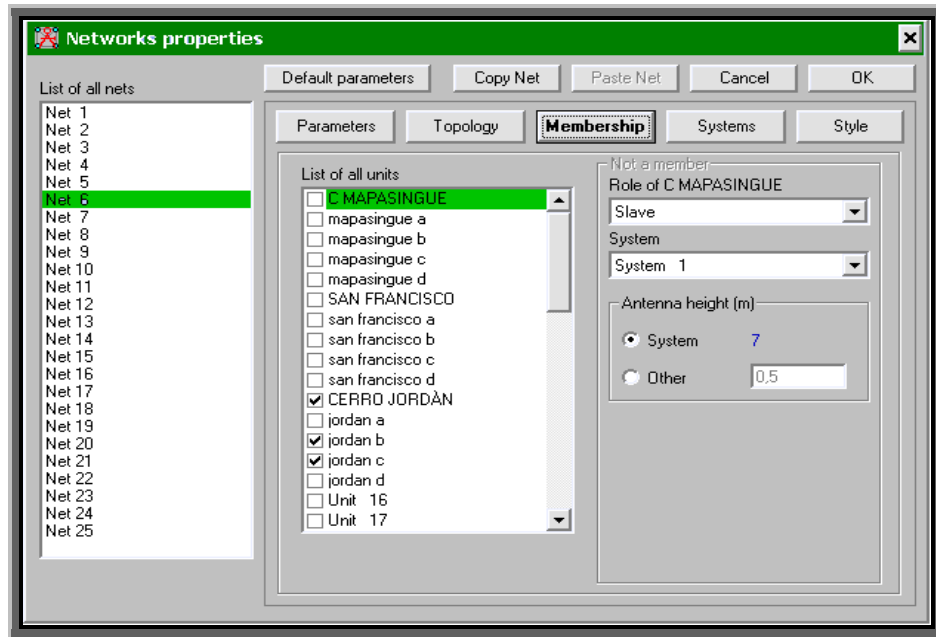 Networks properties
List of all nets
Default parameters
Copy Net
Paste Net
Cancel
OK
Net 1
Net 2
Net 3
Net 4
Net 5
Net 6
Net 7
Net 8
Net 9
Net 10
Net 11
Net 12
Net 13
Net 14
Net 15
Net 16
Net 17
Net 18
Net 19
Net 20
Net 21
Net 22
Net 23
Net 24
Net 25
Parameters
Topology
Membership
Systems
Style
List of all units
C MAPASINGUE
mapasingue a
mapasingue b
mapasingue c
mapasingue d
SAN FRANCISCO
san francisco a
san francisco b
san francisco c
san francisco d
CERRO JORDÀN
jordan a
jordan b
jordan c
jordan d
Unit 16
Unit 17
Not a member
Role of C MAPASINGUE
Slave
System
System 1
Antenna height (m)
System 7
Other 0,5